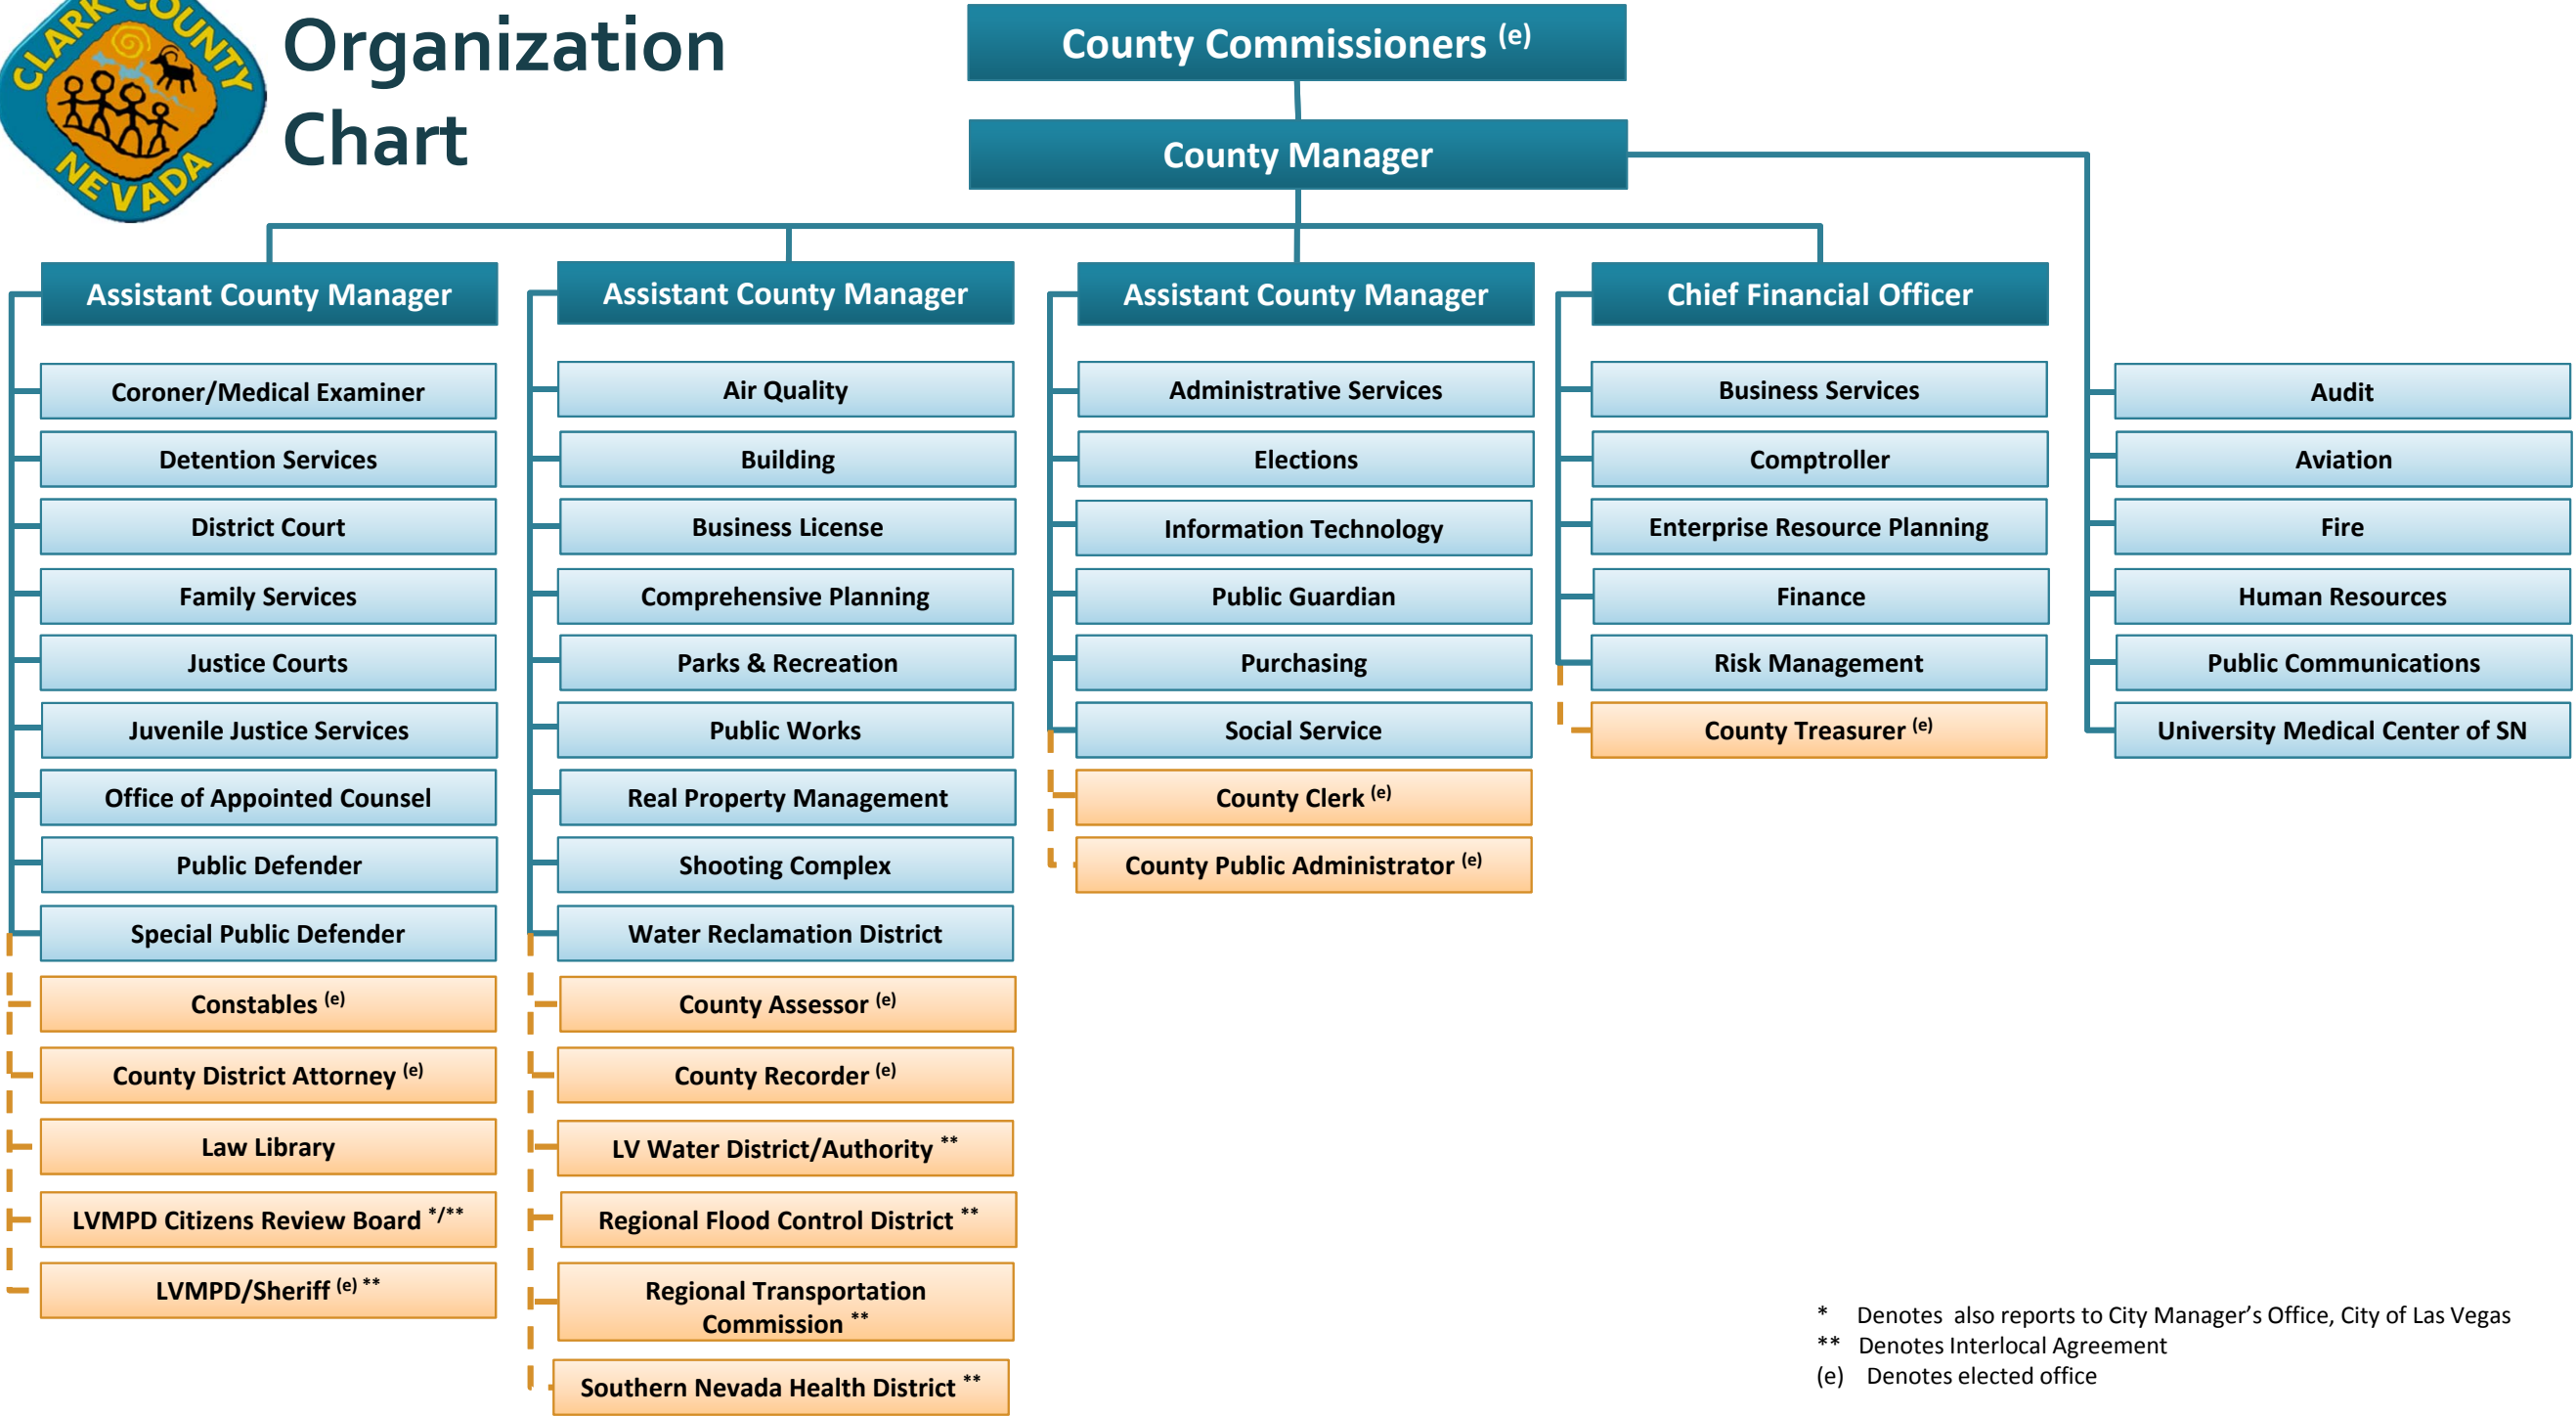 CLARK COUNTY
NEVADA
Organization
Chart
County Commissioners (e)
County Manager
Assistant County Manager
Coroner/Medical Examiner
Detention Services
District Court
Family Services
Justice Courts
Juvenile Justice Services
Office of Appointed Counsel
Public Defender
Special Public Defender
Constables (e)
County District Attorney (e)
Law Library
LVMPD Citizens Review Board */**
LVMPD/Sheriff (e) **
Assistant County Manager
Air Quality
Building
Business License
Comprehensive Planning
Parks & Recreation
Public Works
Real Property Management
Shooting Complex
Water Reclamation District
County Assessor (e)
County Recorder (e)
LV Water District/Authority **
Regional Flood Control District **
Regional Transportation
Commission **
Southern Nevada Health District **
Assistant County Manager
Administrative Services
Elections
Information Technology
Public Guardian
Purchasing
Social Service
County Clerk (e)
County Public Administrator (e)
Chief Financial Officer
Business Services
Comptroller
Enterprise Resource Planning
Finance
Risk Management
County Treasurer (e)
Audit
Aviation
Fire
Human Resources
Public Communications
University Medical Center of SN
* Denotes also reports to City Manager’s Office, City of Las Vegas
** Denotes Interlocal Agreement
(e) Denotes elected office